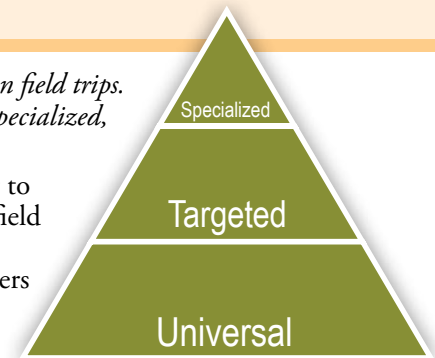 n field trips.
pecialized,
to
field
ers
Specialized
Targeted
Universal